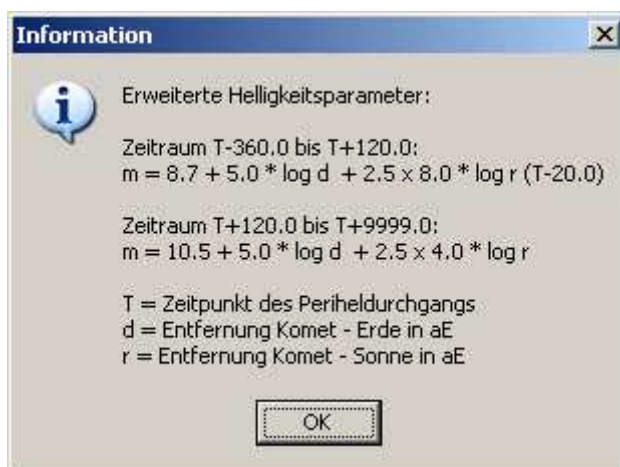 Information
Erweiterte Helligkeitsparameter:
Zeitraum T-360.0 bis T+120.0:
m = 8.7 + 5.0 * log d + 2.5 x 8.0 * log r (T-20.0)
Zeitraum T+120.0 bis T+9999.0:
m = 10.5 + 5.0 * log d + 2.5 x 4.0 * log r
T = Zeitpunkt des Periheldurchgangs
d = Entfernung Komet - Erde in aE
r = Entfernung Komet - Sonne in aE
OK